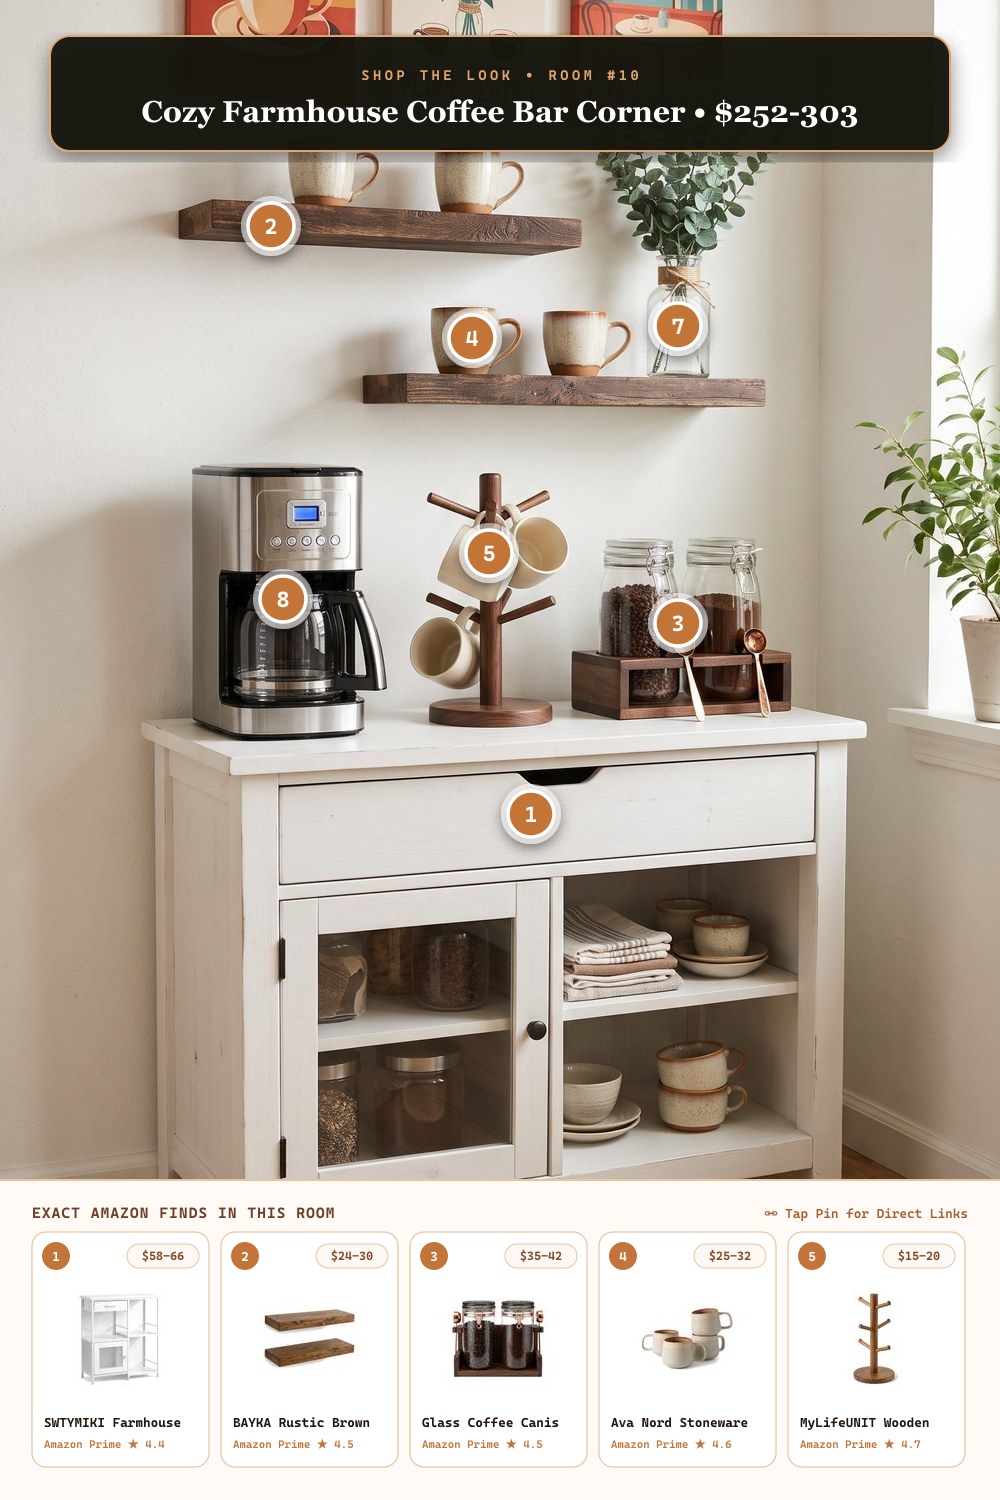 SHOP THE LOOK • ROOM #10
Cozy Farmhouse Coffee Bar Corner • $252-303
2
4
7
5
8
3
1
EXACT AMAZON FINDS IN THIS ROOM
Tap Pin for Direct Links
1
$58–66
SWTYMIKI Farmhouse
Amazon Prime ★ 4.4
2
$24–30
BAYKA Rustic Brown
Amazon Prime ★ 4.5
3
$35–42
Glass Coffee Canis
Amazon Prime ★ 4.5
4
$25–32
Ava Nord Stoneware
Amazon Prime ★ 4.6
5
$15–20
MyLifeUNIT Wooden
Amazon Prime ★ 4.7